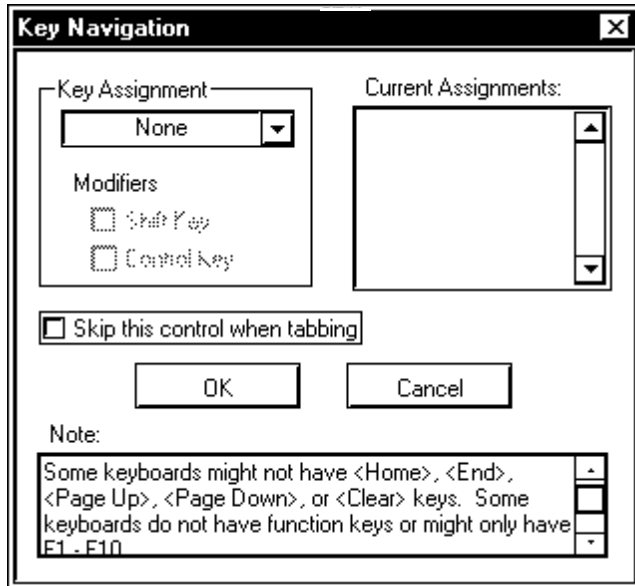 Key Navigation
Key Assignment
None
Modifiers
Shift Key
Control Key
Current Assignments:
Skip this control when tabbing
OK
Cancel
Note:
Some keyboards might not have <Home>, <End>,
<Page Up>, <Page Down>, or <Clear> keys. Some
keyboards do not have function keys or might only have
F1 - F10